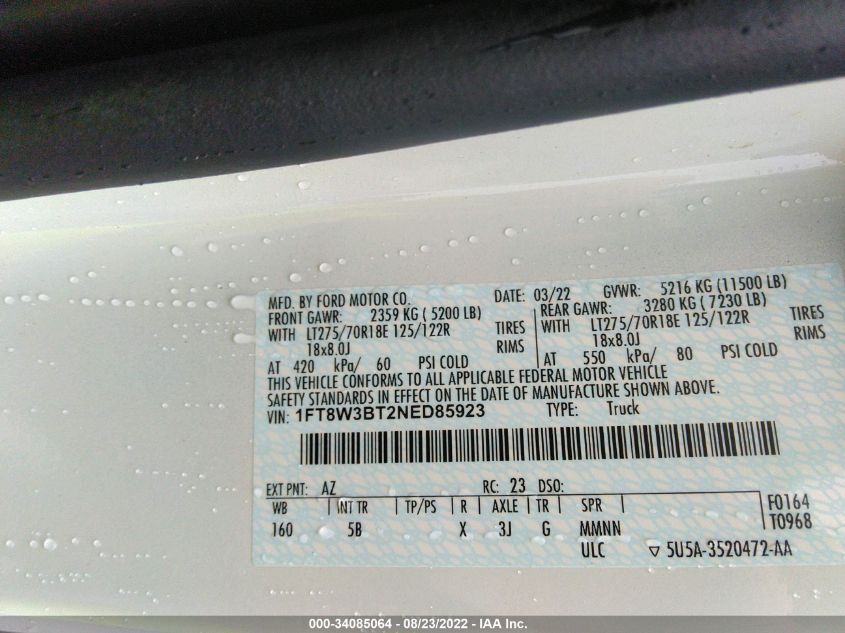 MFD. BY FORD MOTOR CO. DATE: 03/22 GVWR: 5216 KG (11500 LB)
FRONT GAWR: 2359 KG ( 5200 LB) REAR GAWR: 3280 KG ( 7230 LB)
WITH LT275/70R18E 125/122R TIRES WITH LT275/70R18E 125/122R TIRES
18x8.0J RIMS 18x8.0J RIMS
AT 420 kPa/ 60 PSI COLD AT 550 kPa/ 80 PSI COLD
THIS VEHICLE CONFORMS TO ALL APPLICABLE FEDERAL MOTOR VEHICLE
SAFETY STANDARDS IN EFFECT ON THE DATE OF MANUFACTURE SHOWN ABOVE.
VIN: 1FT8W3BT2NED85923 TYPE: Truck
EXT PNT: AZ RC: 23 DSO:
WB INT TR TP/PS R AXLE TR SPR F0164
160 5B X 3J G MMNN T0968
ULC ▽ 5U5A-3520472-AA
000-34085064 - 08/23/2022 - IAA Inc.